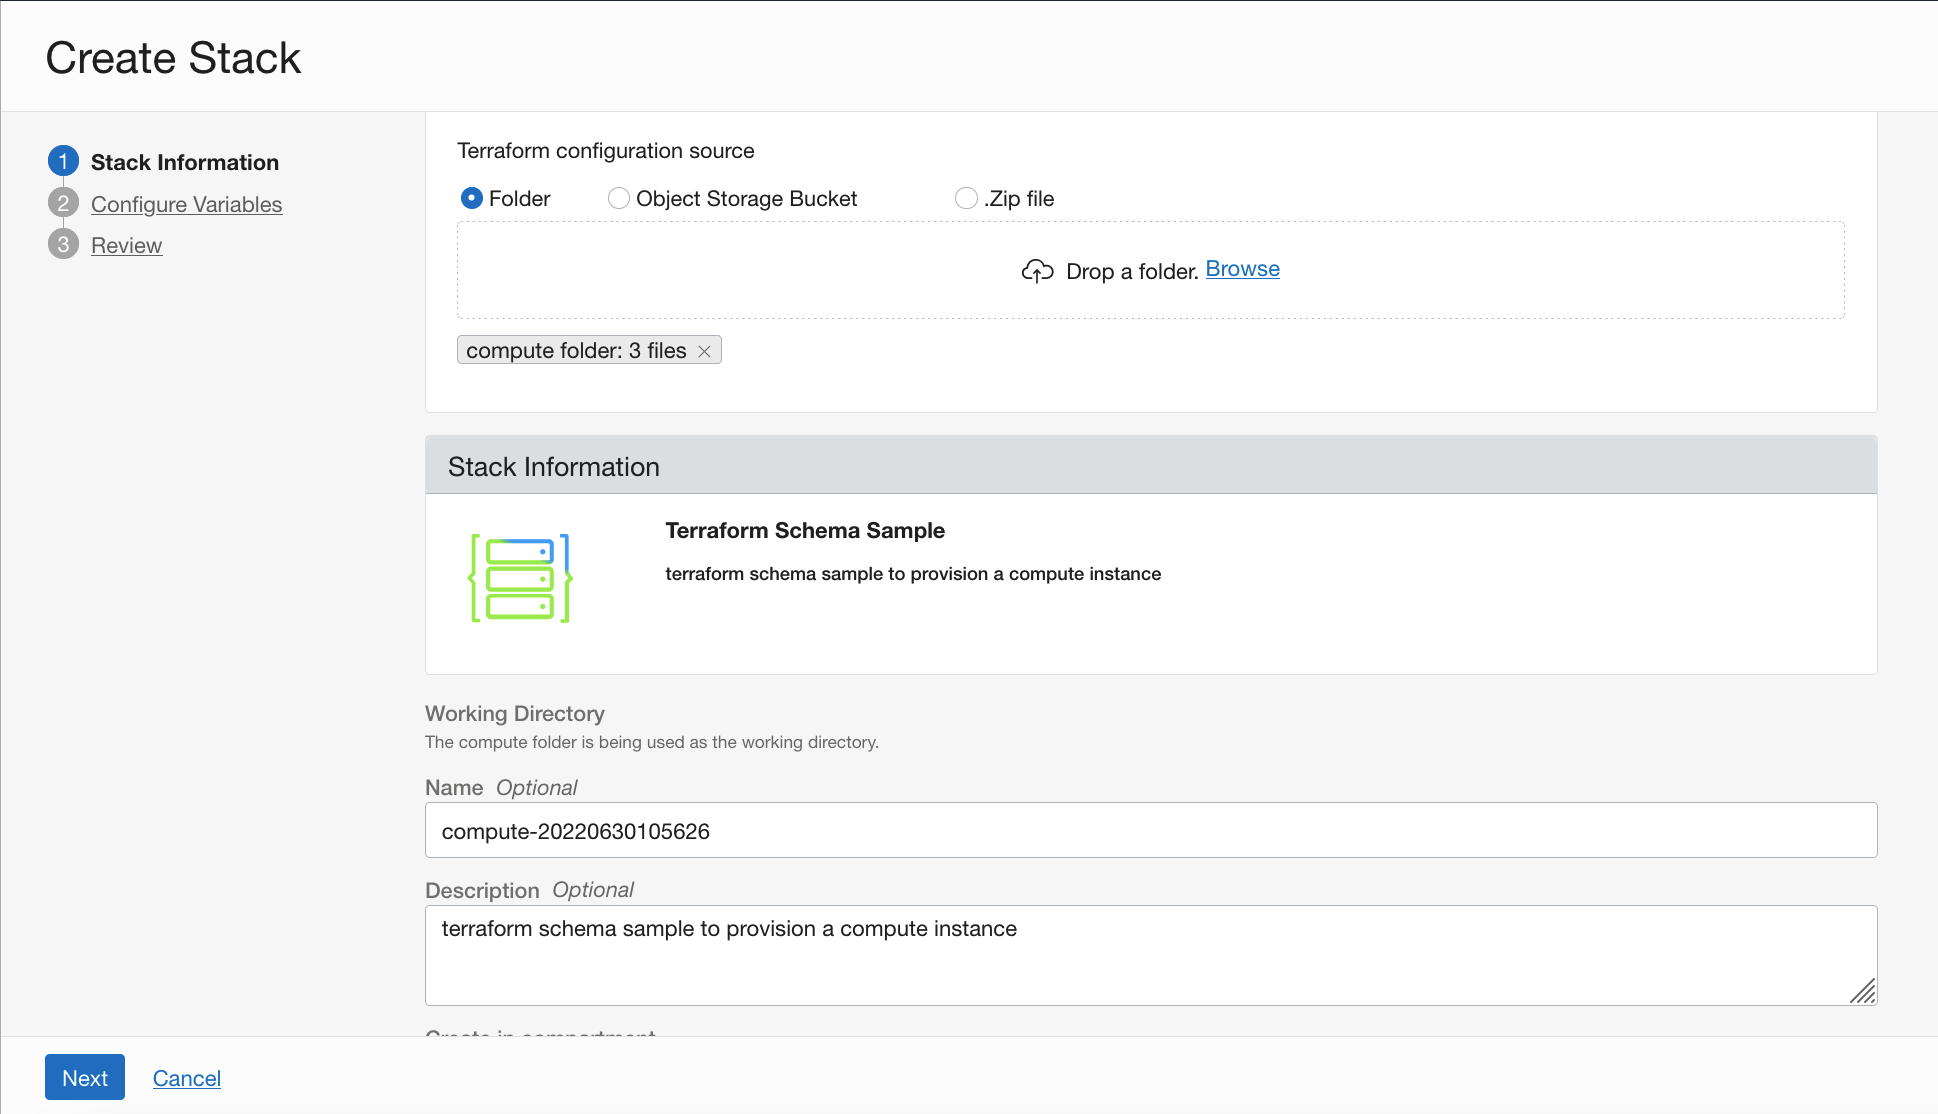 Create Stack
1 Stack Information
2 Configure Variables
3 Review
Terraform configuration source
Folder Object Storage Bucket .Zip file
Drop a folder. Browse
compute folder: 3 files
Stack Information
Terraform Schema Sample
terraform schema sample to provision a compute instance
Working Directory
The compute folder is being used as the working directory.
Name Optional
compute-20220630105626
Description Optional
terraform schema sample to provision a compute instance
Create in compartment
Next Cancel